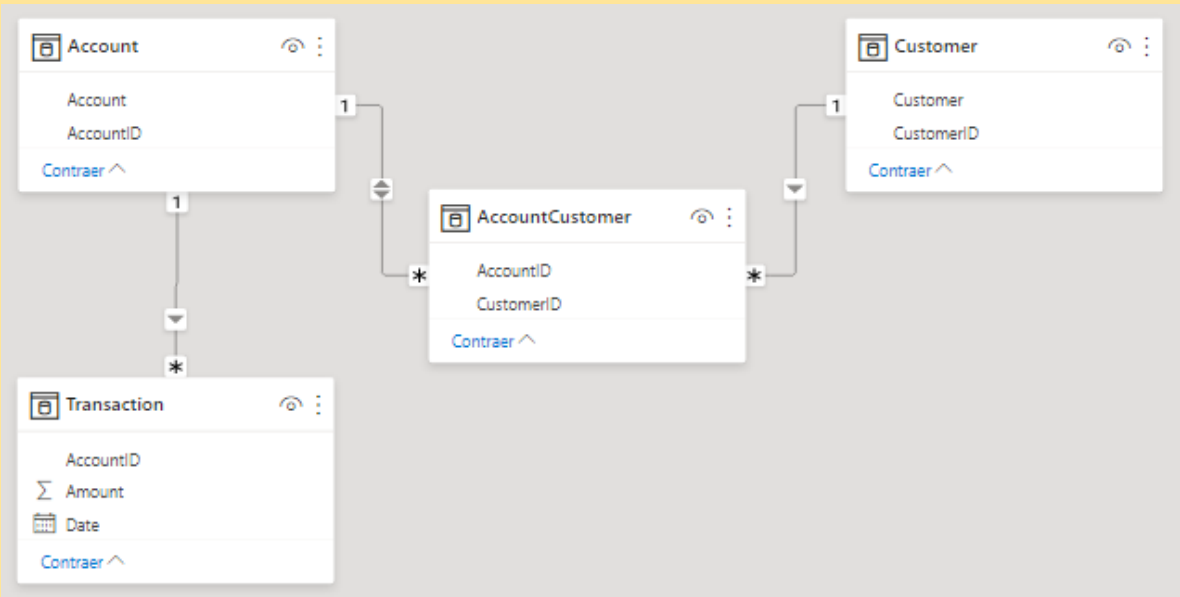 Account
Account
AccountID
Contraer
1
1
*
Transaction
AccountID
Amount
Date
Contraer
AccountCustomer
AccountID
CustomerID
Contraer
*
*
Customer
Customer
CustomerID
Contraer
1